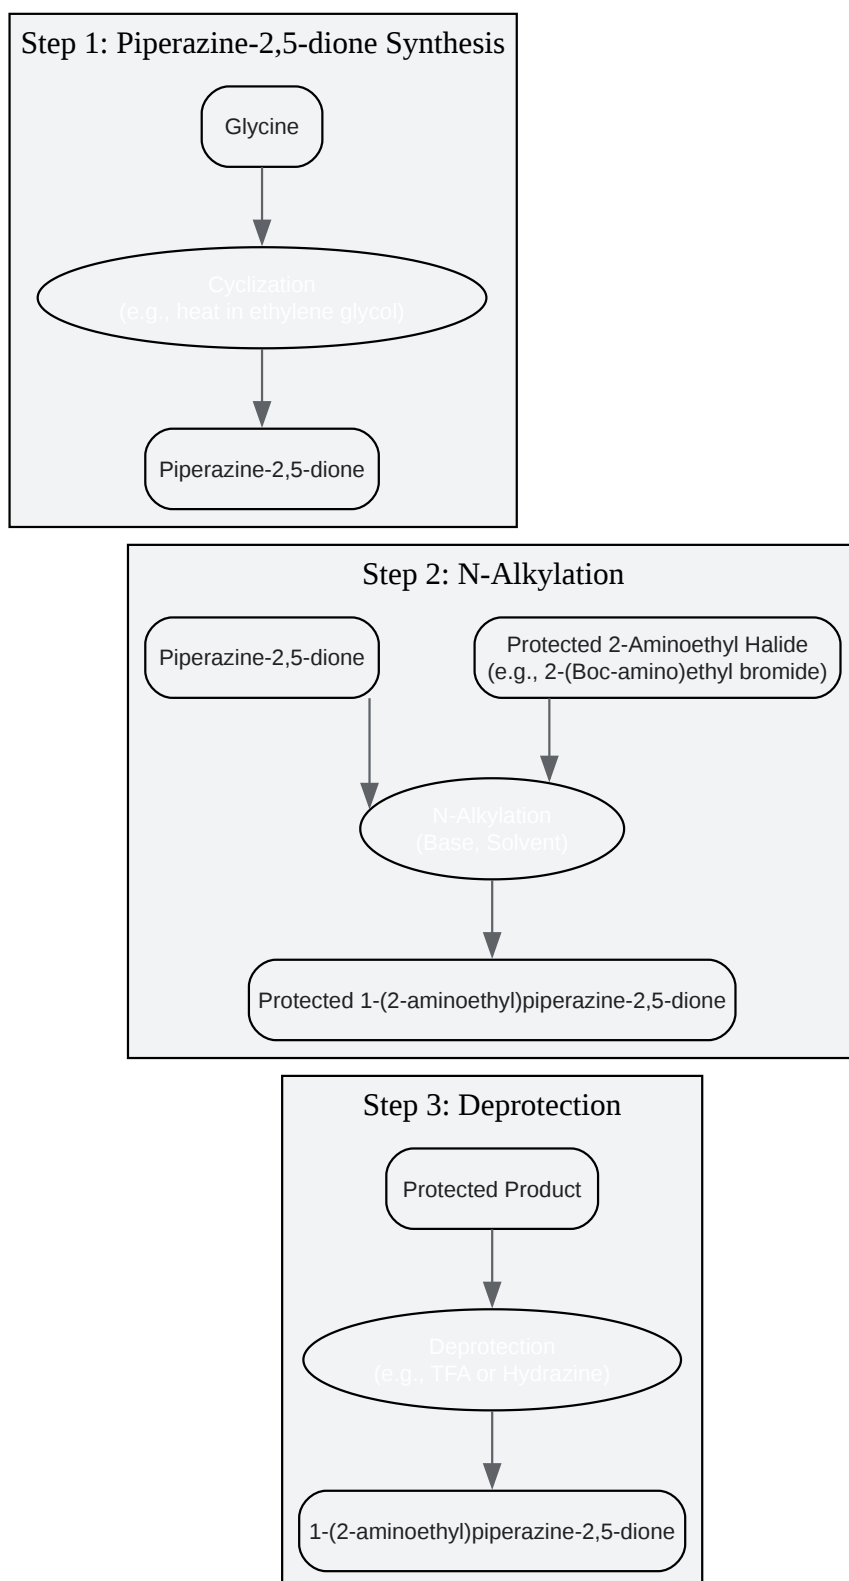 Step 1: Piperazine-2,5-dione Synthesis
Glycine
Cyclization
(e.g., heat in ethylene glycol)
Piperazine-2,5-dione
Step 2: N-Alkylation
Piperazine-2,5-dione
Protected 2-Aminoethyl Halide
(e.g., 2-(Boc-amino)ethyl bromide)
N-Alkylation
(Base, Solvent)
Protected 1-(2-aminoethyl)piperazine-2,5-dione
Step 3: Deprotection
Protected Product
Deprotection
(e.g., TFA or Hydrazine)
1-(2-aminoethyl)piperazine-2,5-dione